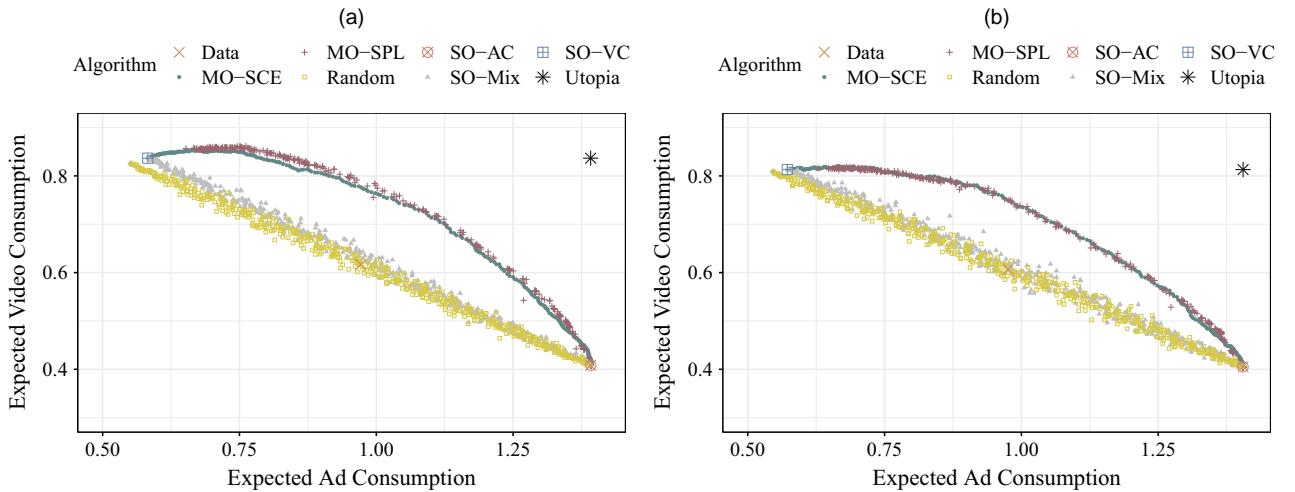 (a)
Algorithm
Data
MO−SPL
SO−AC
SO−VC
MO−SCE
Random
SO−Mix
Utopia
Expected Video Consumption
0.8
0.6
0.4
0.50
0.75
1.00
1.25
Expected Ad Consumption
(b)
Algorithm
Data
MO−SPL
SO−AC
SO−VC
MO−SCE
Random
SO−Mix
Utopia
Expected Video Consumption
0.8
0.6
0.4
0.50
0.75
1.00
1.25
Expected Ad Consumption